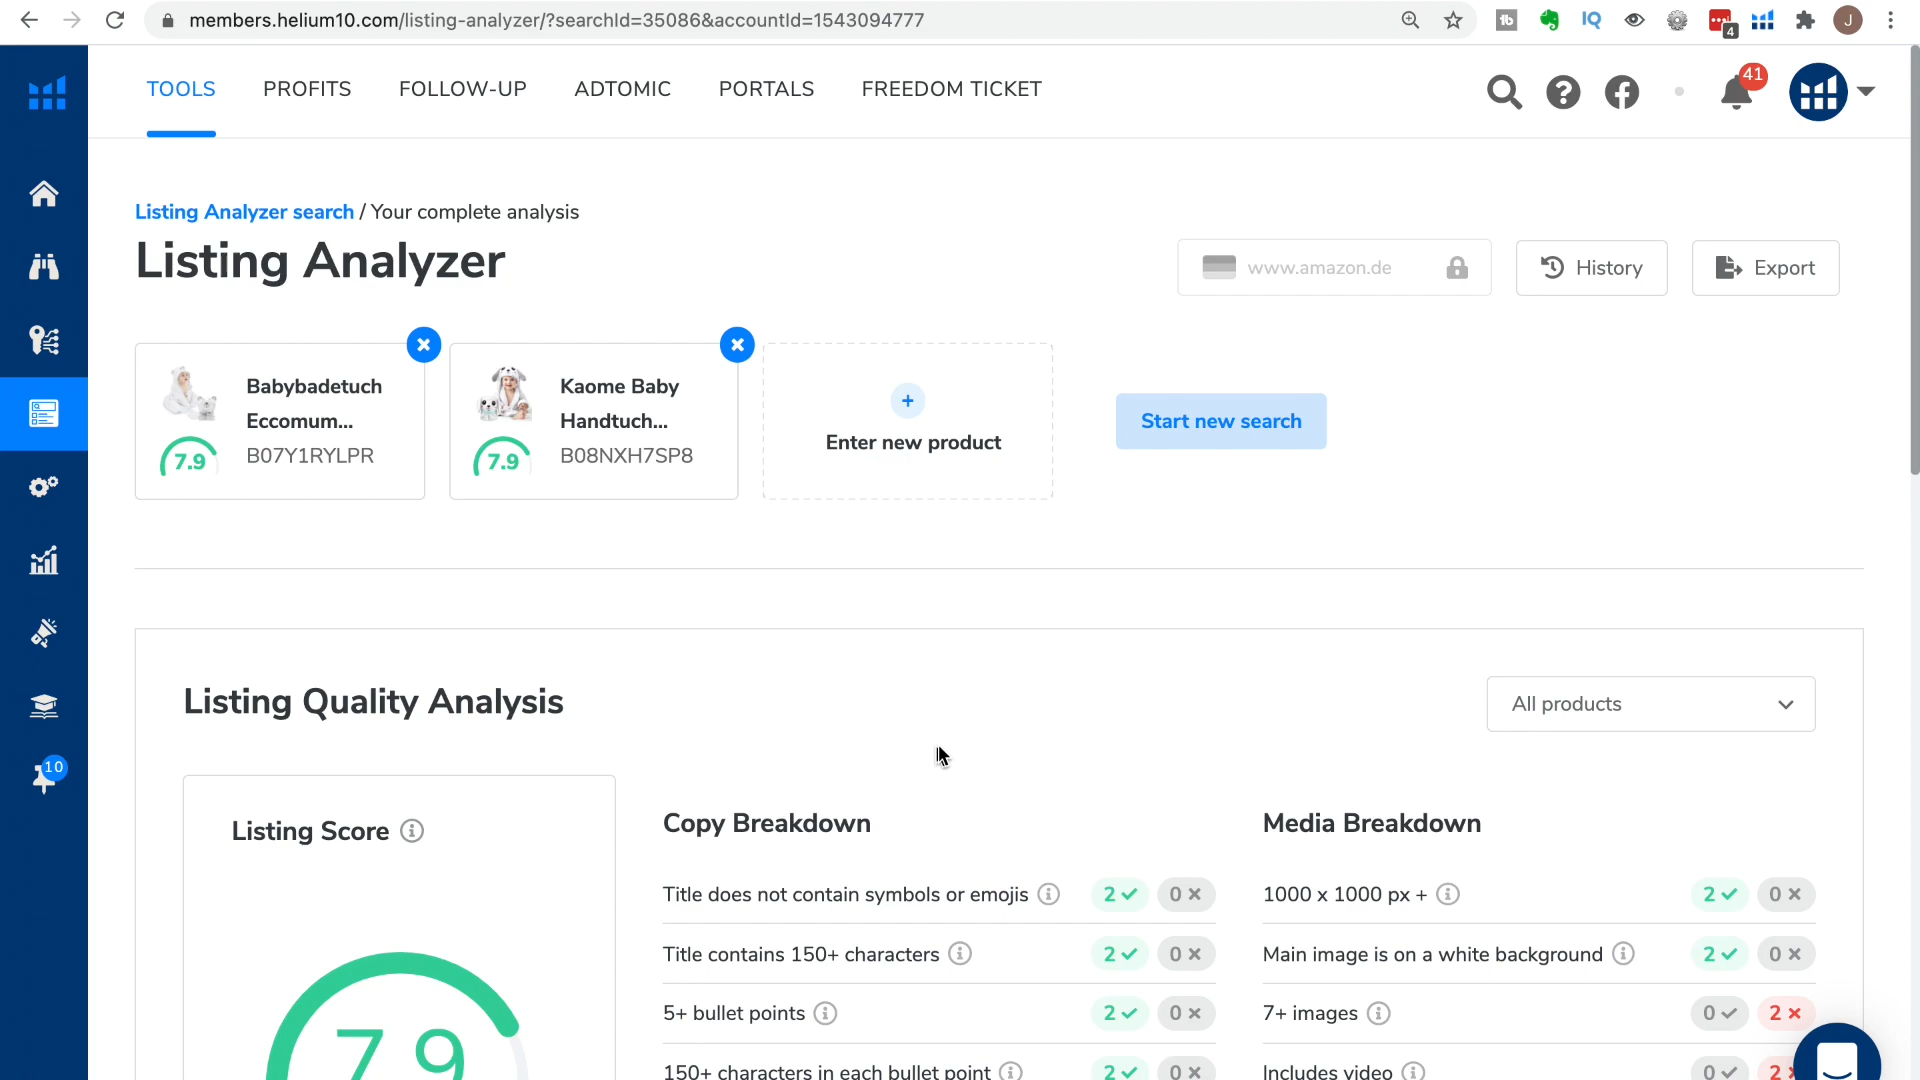 members.helium10.com/listing-analyzer/?searchId=35086&accountId=1543094777
4
J
TOOLS
PROFITS
FOLLOW-UP
ADTOMIC
PORTALS
FREEDOM TICKET
41
Listing Analyzer search / Your complete analysis
Listing Analyzer
www.amazon.de
History
Export
Babybadetuch
Eccomum...
B07Y1RYLPR
7.9
Kaome Baby
Handtuch...
B08NXH7SP8
7.9
+
Enter new product
Start new search
Listing Quality Analysis
All products
10
Listing Score
7.9
Copy Breakdown
Title does not contain symbols or emojis 2 0
Title contains 150+ characters 2 0
5+ bullet points 2 0
150+ characters in each bullet point 2 0
Media Breakdown
1000 x 1000 px + 2 0
Main image is on a white background 2 0
7+ images 0 2
Includes video 0 2